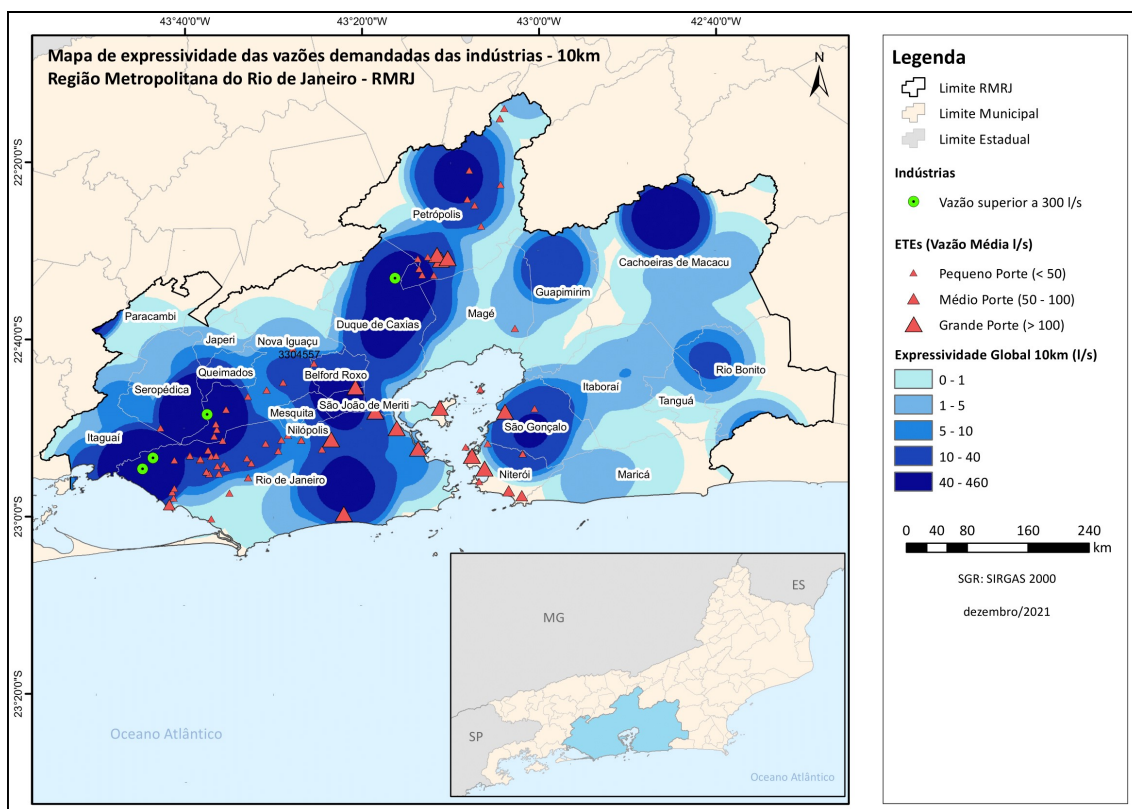 43°40'0"W
43°20'0"W
43°0'0"W
42°40'0"W
Mapa de expressividade das vazões demandadas das indústrias - 10km
Região Metropolitana do Rio de Janeiro - RMRJ
N
22°20'0"S
22°40'0"S
23°0'0"S
23°20'0"S
Petrópolis
Cachoeiras de Macacu
Guapimirim
Paracambi
Magé
Duque de Caxias
Japeri
Nova Iguaçu
3304557
Queimados
Belford Roxo
Rio Bonito
Seropédica
Itaboraí
Tanguá
São João de Meriti
Mesquita
São Gonçalo
Nilópolis
Itaguaí
Rio de Janeiro
Niterói
Maricá
Oceano Atlântico
ES
MG
SP
Oceano Atlântico
Legenda
Limite RMRJ
Limite Municipal
Limite Estadual
Indústrias
Vazão superior a 300 l/s
ETEs (Vazão Média l/s)
Pequeno Porte (< 50)
Médio Porte (50 - 100)
Grande Porte (> 100)
Expressividade Global 10km (l/s)
0 - 1
1 - 5
5 - 10
10 - 40
40 - 460
0 40 80 160 240
km
SGR: SIRGAS 2000
dezembro/2021